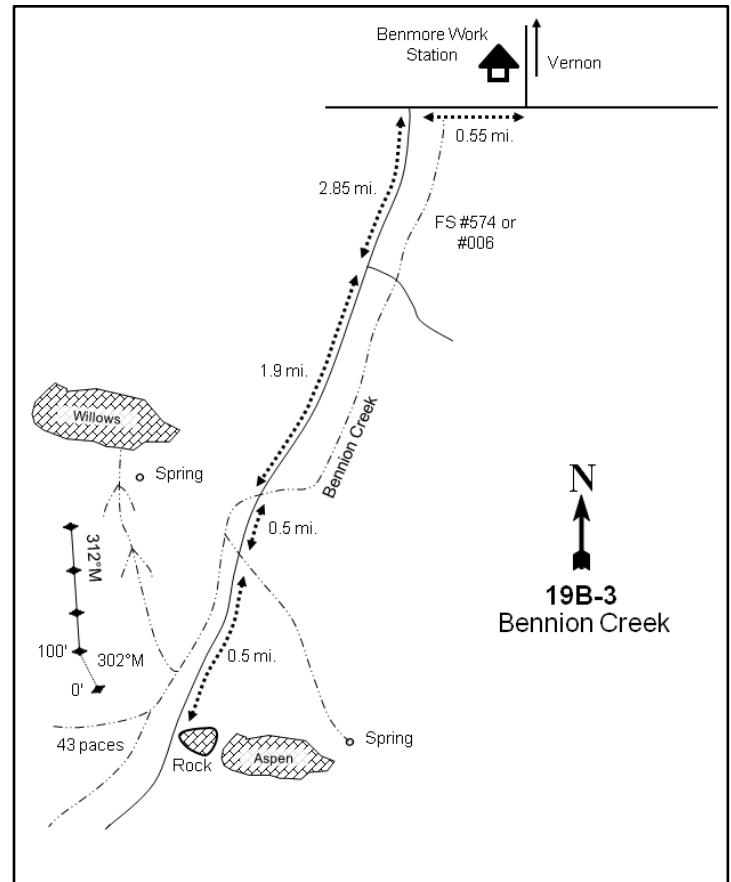 Benmore Work
Station
Vernon
0.55 mi.
2.85 mi.
FS #574 or
#006
1.9 mi.
Willows
Bennion Creek
Spring
0.5 mi.
N
312°M
19B-3
Bennion Creek
100'
302°M
0.5 mi.
0'
43 paces
Spring
Rock
Aspen